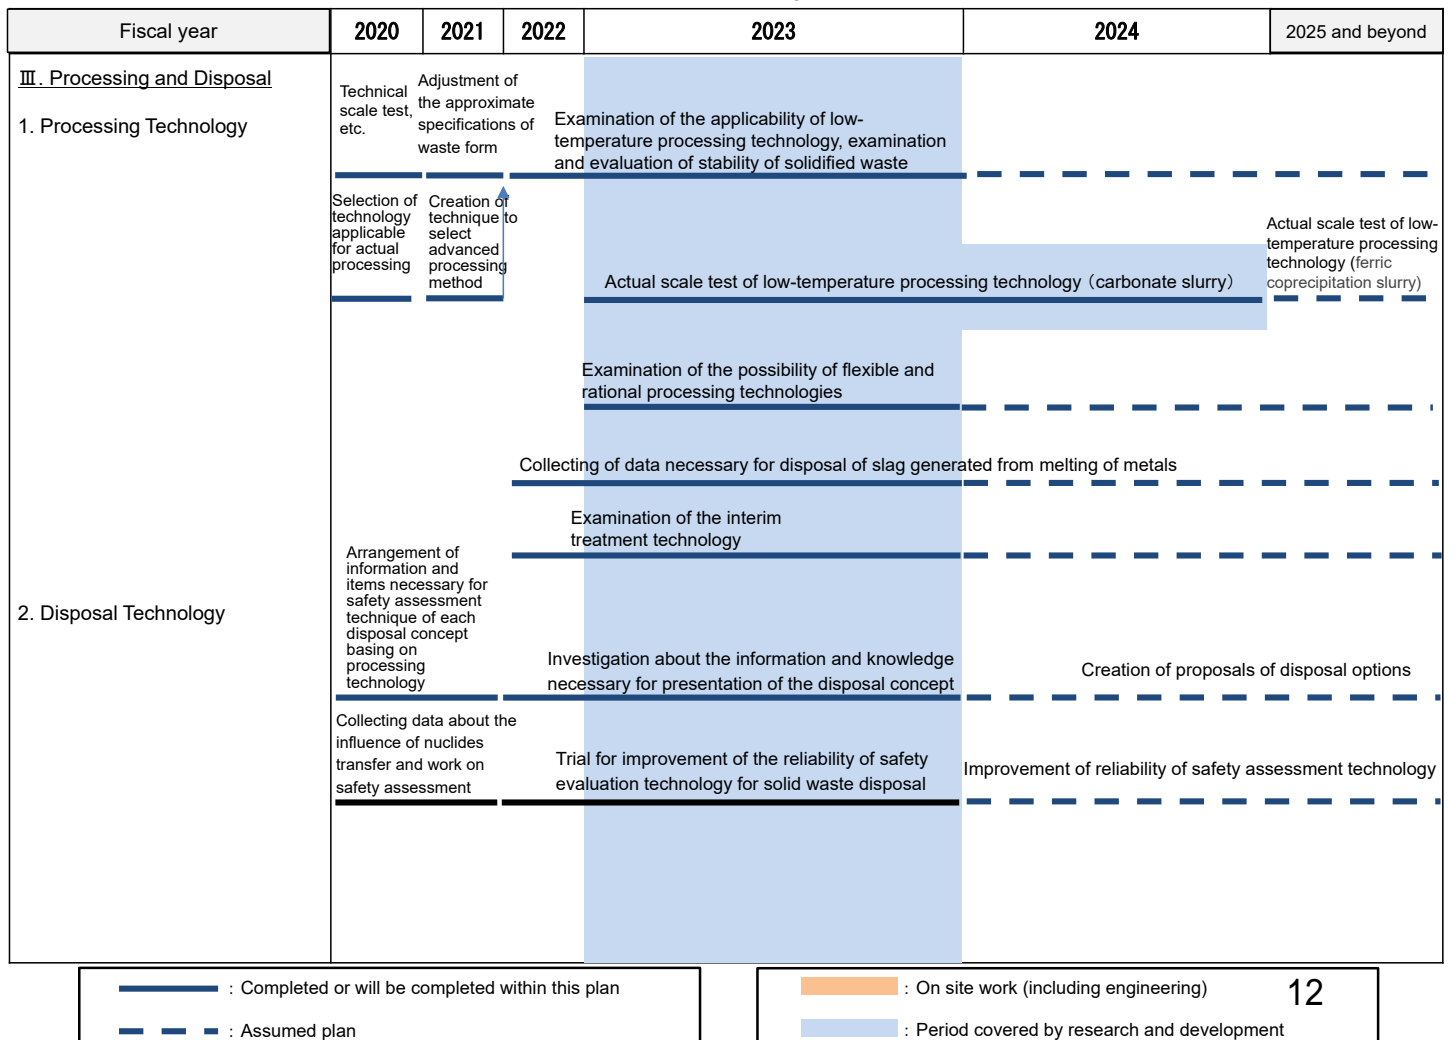 Fiscal year
2020
2021
2022
2023
2024
2025 and beyond
Ⅲ. Processing and Disposal
1. Processing Technology
Technical
scale test,
etc.
Adjustment of
the approximate
specifications of
waste form
Examination of the applicability of low-
temperature processing technology, examination
and evaluation of stability of solidified waste
Selection of
technology
applicable
for actual
processing
Creation of
technique to
select
advanced
processing
method
Actual scale test of low-temperature processing technology（carbonate slurry）
Actual scale test of low-
temperature processing
technology (ferric
coprecipitation slurry)
Examination of the possibility of flexible and
rational processing technologies
Collecting of data necessary for disposal of slag generated from melting of metals
Examination of the interim
treatment technology
2. Disposal Technology
Arrangement of
information and
items necessary for
safety assessment
technique of each
disposal concept
basing on
processing
technology
Investigation about the information and knowledge
necessary for presentation of the disposal concept
Creation of proposals of disposal options
Collecting data about the
influence of nuclides
transfer and work on
safety assessment
Trial for improvement of the reliability of safety
evaluation technology for solid waste disposal
Improvement of reliability of safety assessment technology
: Completed or will be completed within this plan
: Assumed plan
: On site work (including engineering)
: Period covered by research and development
12